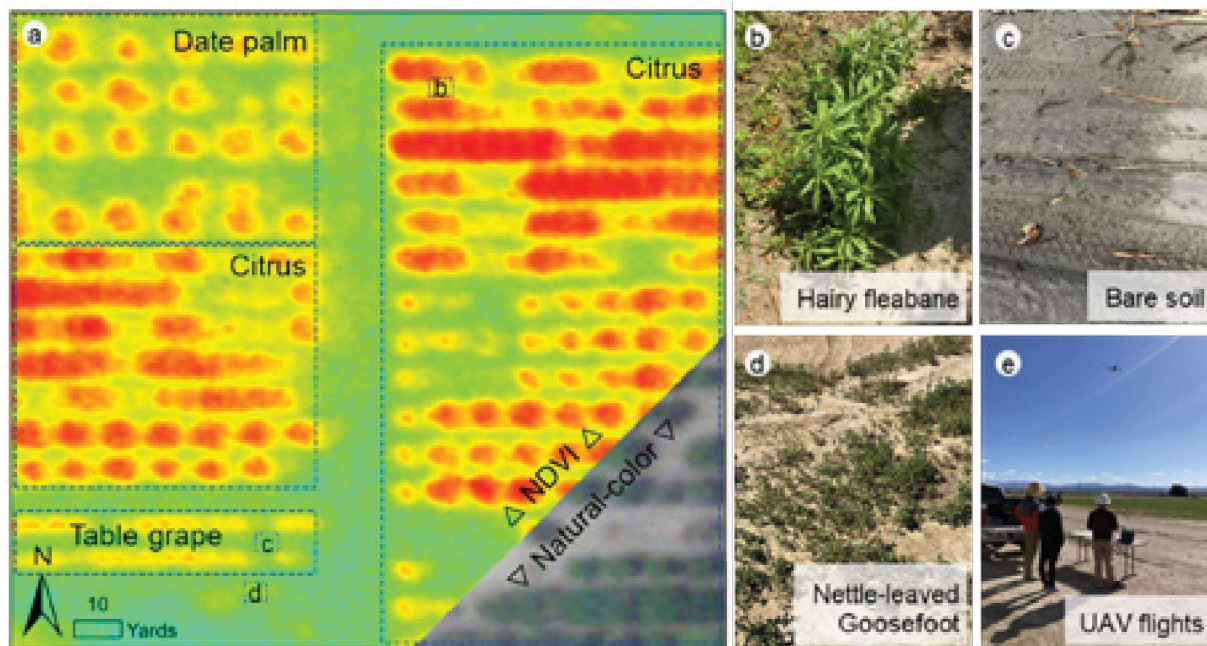 a
Date palm
Citrus
b
Citrus
Table grape
c
d
N
10
Yards
△ NDVI △
▽ Natural-color ▽
b
Hairy fleabane
c
Bare soil
d
Nettle-leaved
Goosefoot
e
UAV flights